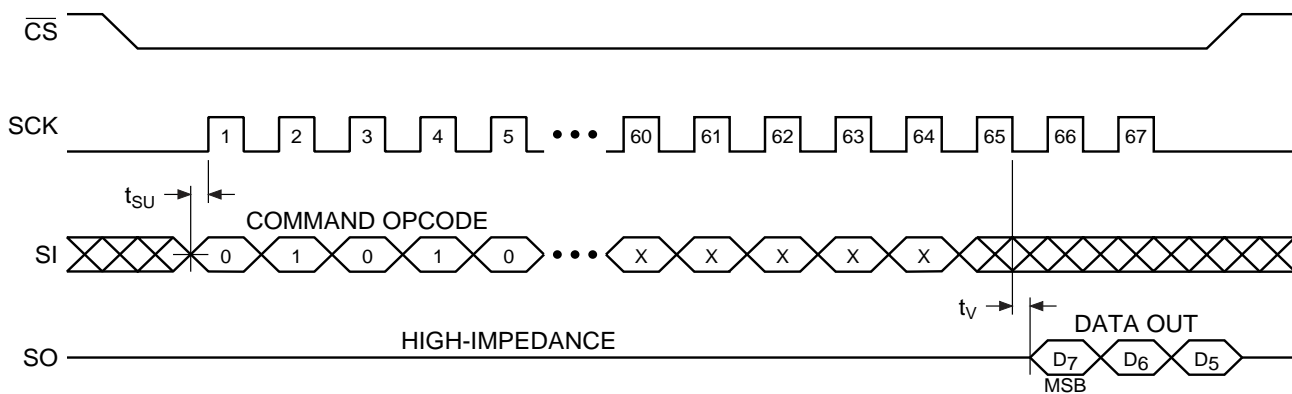 CS
SCK
1 2 3 4 5 • • • 60 61 62 63 64 65 66 67
tSU
COMMAND OPCODE
SI
0 1 0 1 0 • • • X X X X X
tV
DATA OUT
HIGH-IMPEDANCE
SO
D7 D6 D5
MSB